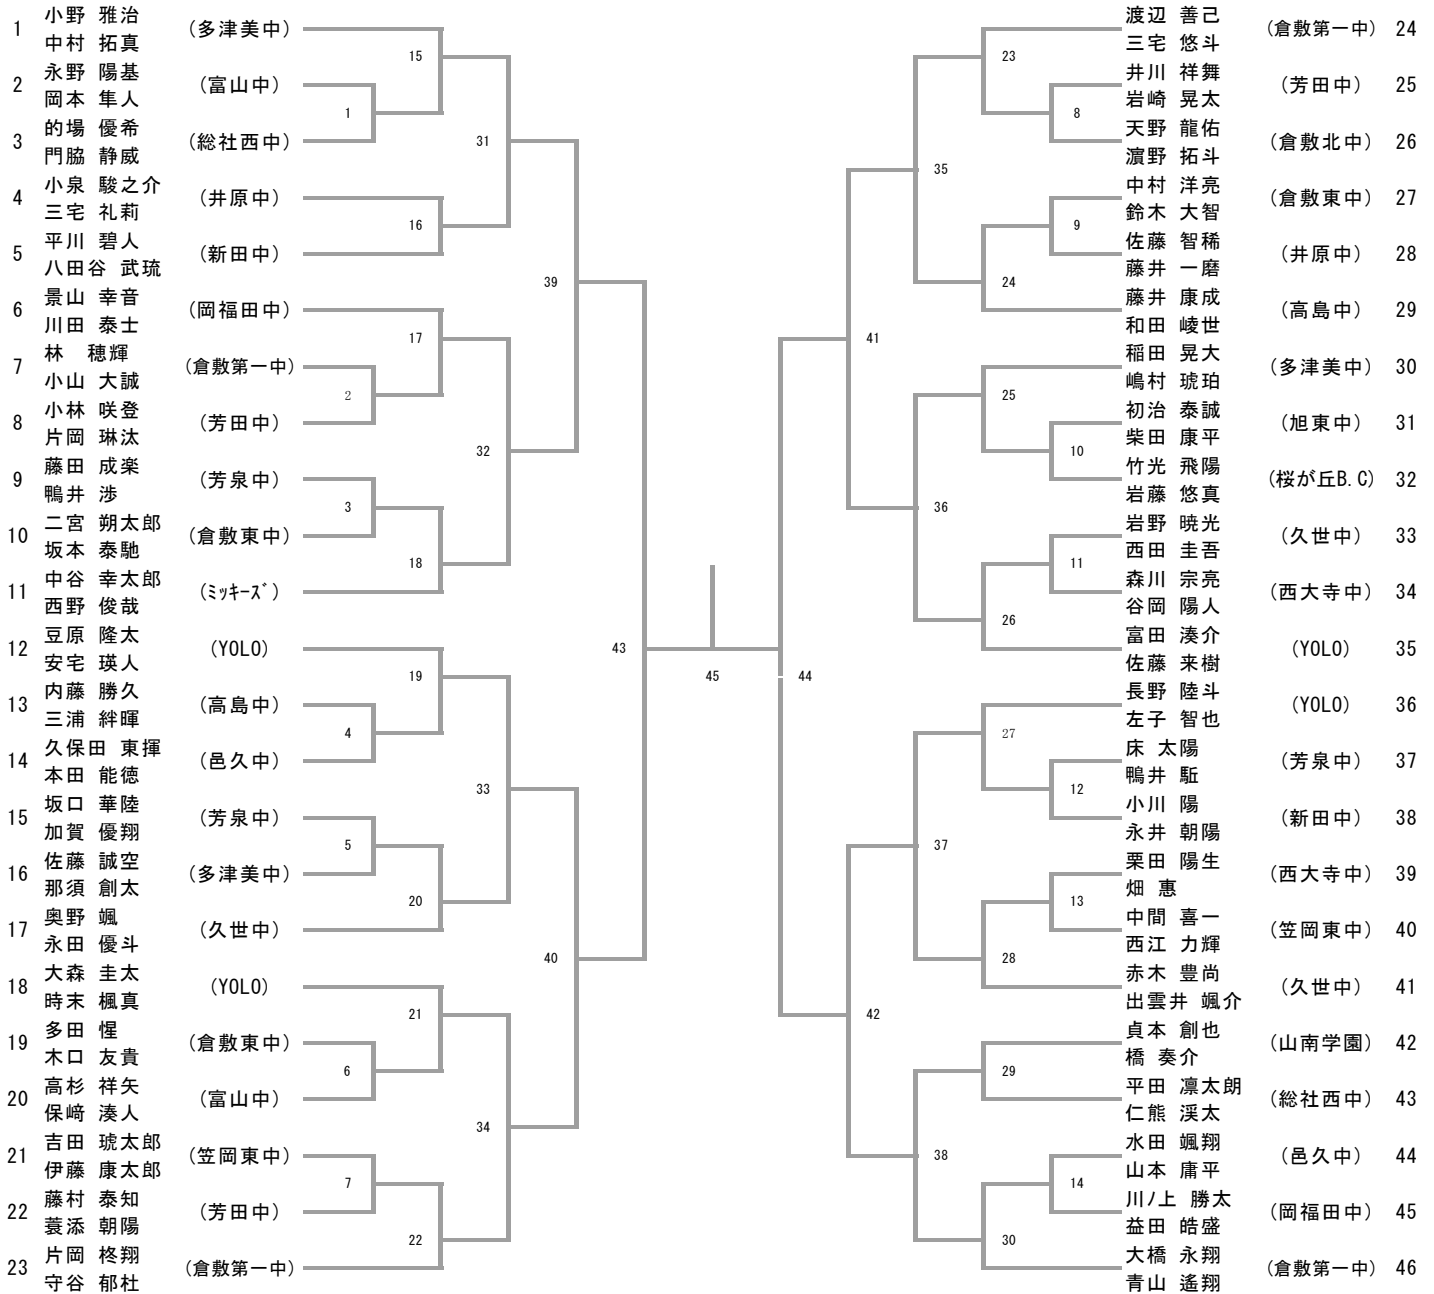 1 小野 雅治 (多津美中)
中村 拓真
2 永野 陽基 (富山中)
岡本 隼人
3 的場 優希 (総社西中)
門脇 静威
4 小泉 駿之介 (井原中)
三宅 礼莉
5 平川 碧人 (新田中)
八田谷 武琉
6 景山 幸音 (岡福田中)
川田 泰士
7 林 穂輝 (倉敷第一中)
小山 大誠
8 小林 咲登 (芳田中)
片岡 琳汰
9 藤田 成楽 (芳泉中)
鴨井 渉
10 二宮 朔太郎 (倉敷東中)
坂本 泰馳
11 中谷 幸太郎 (ミッキーズ)
西野 俊哉
12 豆原 隆太 (YOLO)
安宅 瑛人
13 内藤 勝久 (高島中)
三浦 絆暉
14 久保田 東揮 (邑久中)
本田 能徳
15 坂口 華陸 (芳泉中)
加賀 優翔
16 佐藤 誠空 (多津美中)
那須 創太
17 奥野 颯 (久世中)
永田 優斗
18 大森 圭太 (YOLO)
時末 楓真
19 多田 惺 (倉敷東中)
木口 友貴
20 高杉 祥矢 (富山中)
保﨑 湊人
21 吉田 琥太郎 (笠岡東中)
伊藤 康太郎
22 藤村 泰知 (芳田中)
蓑添 朝陽
23 片岡 柊翔 (倉敷第一中)
守谷 郁杜
15
1
31
16
39
17
2
32
3
18
43
19
4
33
5
20
40
21
6
34
7
22
45
44
23
8
35
9
24
41
25
10
36
11
26
27
12
37
13
28
42
29
38
14
30
渡辺 善己 (倉敷第一中) 24
三宅 悠斗
井川 祥舞 (芳田中) 25
岩崎 晃太
天野 龍佑 (倉敷北中) 26
濵野 拓斗
中村 洋亮 (倉敷東中) 27
鈴木 大智
佐藤 智稀 (井原中) 28
藤井 一磨
藤井 康成 (高島中) 29
和田 崚世
稲田 晃大 (多津美中) 30
嶋村 琥珀
初治 泰誠 (旭東中) 31
柴田 康平
竹光 飛陽 (桜が丘B.C) 32
岩藤 悠真
岩野 暁光 (久世中) 33
西田 圭吾
森川 宗亮 (西大寺中) 34
谷岡 陽人
富田 湊介 (YOLO) 35
佐藤 来樹
長野 陸斗 (YOLO) 36
左子 智也
床 太陽 (芳泉中) 37
鴨井 駈
小川 陽 (新田中) 38
永井 朝陽
栗田 陽生 (西大寺中) 39
畑 惠
中間 喜一 (笠岡東中) 40
西江 力輝
赤木 豊尚 (久世中) 41
出雲井 颯介
貞本 創也 (山南学園) 42
橋 奏介
平田 凛太朗 (総社西中) 43
仁熊 渓太
水田 颯翔 (邑久中) 44
山本 庸平
川ノ上 勝太 (岡福田中) 45
益田 皓盛
大橋 永翔 (倉敷第一中) 46
青山 遙翔